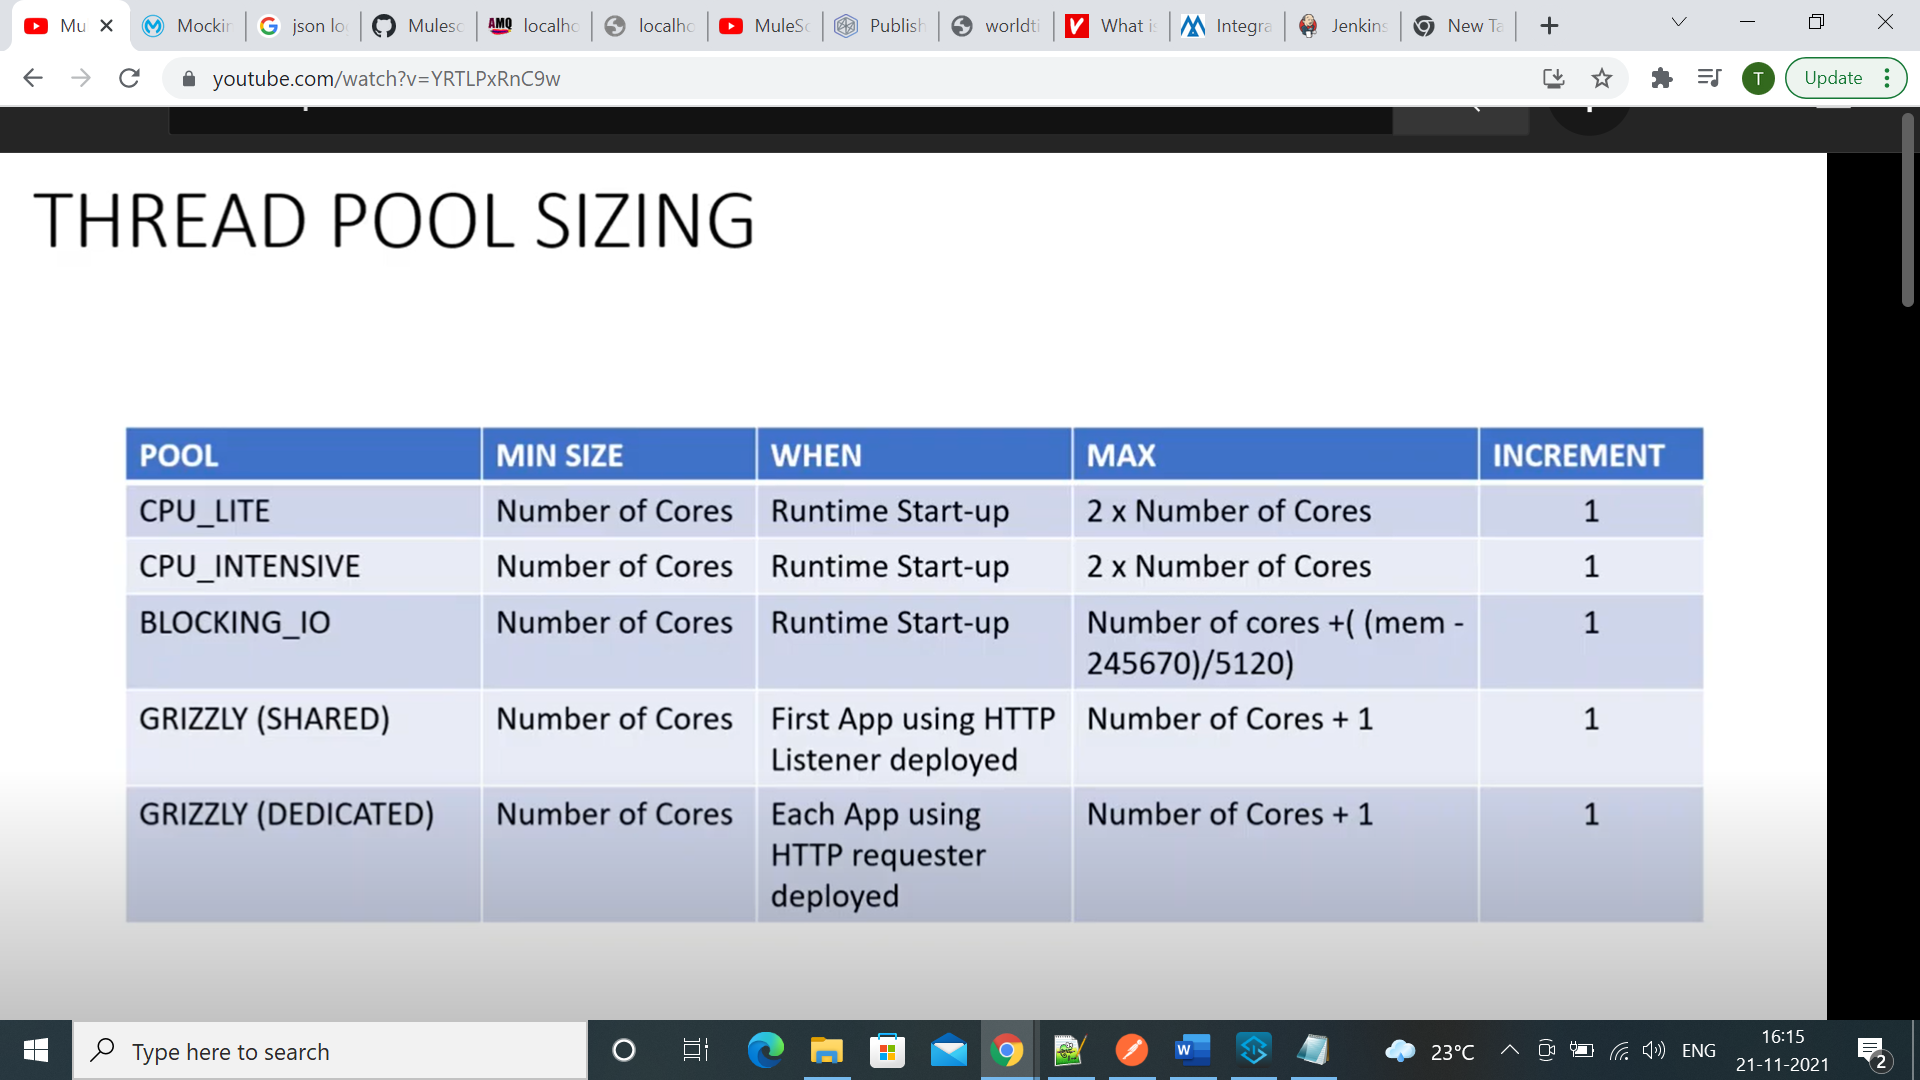 Mu
Mockin
json lo
Mulesc
AMQ
localho
localho
MuleSc
Publish
worldti
What is
Integra
Jenkins
New Ta
youtube.com/watch?v=YRTLPxRnC9w
T
Update
THREAD POOL SIZING
POOL MIN SIZE WHEN MAX INCREMENT
CPU_LITE Number of Cores Runtime Start-up 2 x Number of Cores 1
CPU_INTENSIVE Number of Cores Runtime Start-up 2 x Number of Cores 1
BLOCKING_IO Number of Cores Runtime Start-up Number of cores +( (mem -
245670)/5120) 1
GRIZZLY (SHARED) Number of Cores First App using HTTP
Listener deployed Number of Cores + 1 1
GRIZZLY (DEDICATED) Number of Cores Each App using
HTTP requester
deployed Number of Cores + 1 1
Type here to search
23°C
ENG
16:15
21-11-2021
2